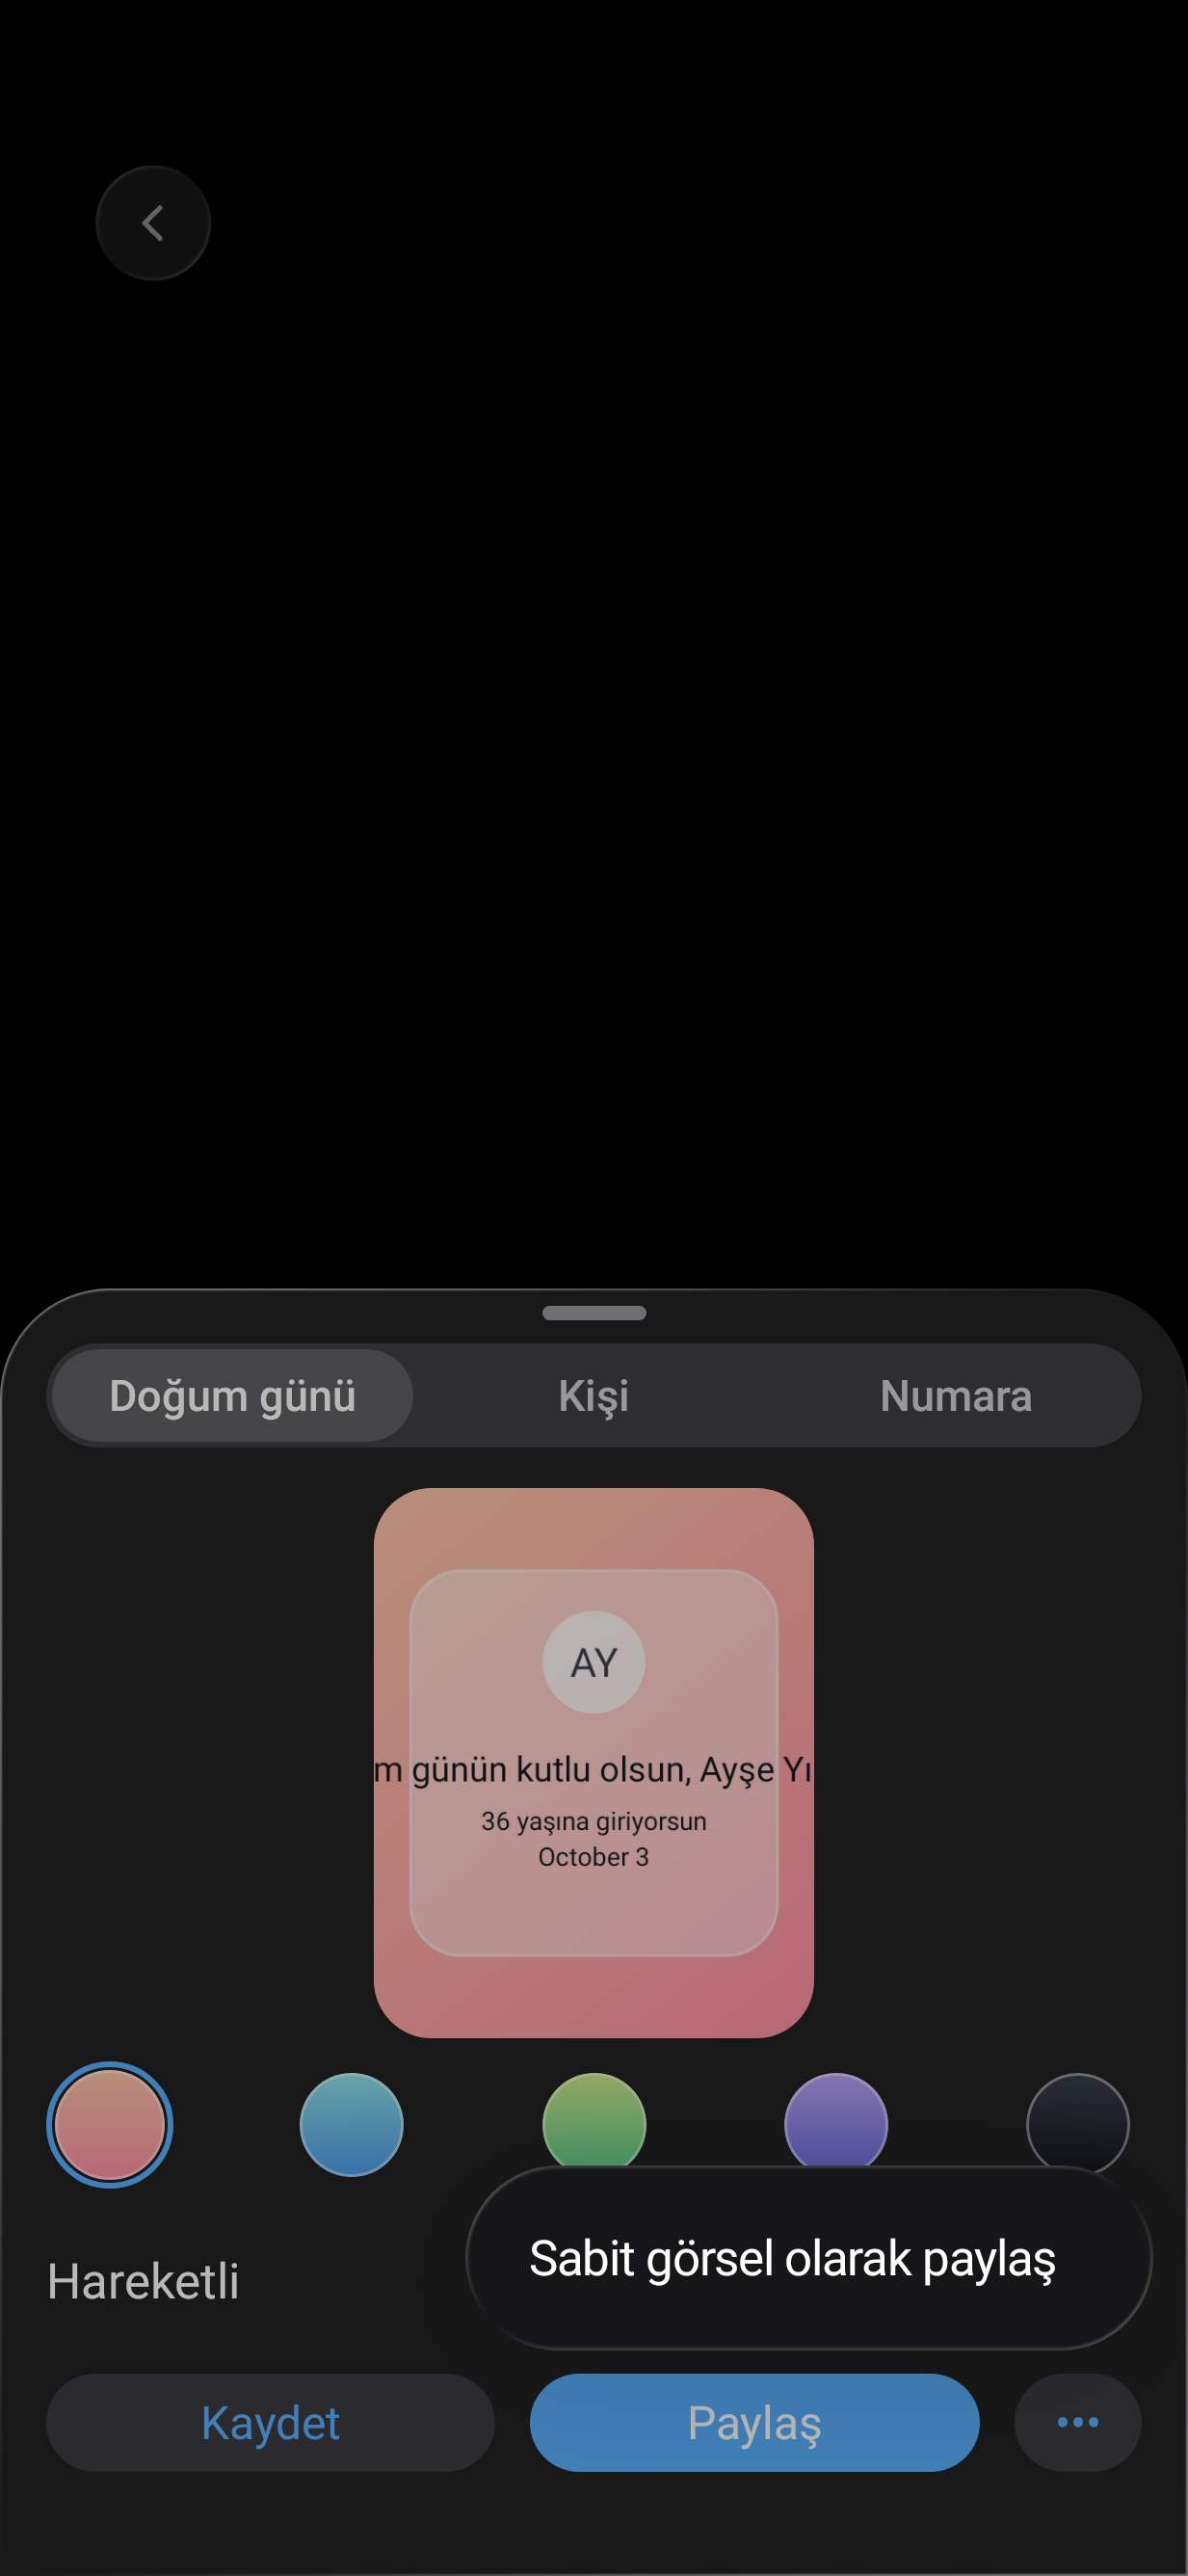 Doğum günü
Kişi
Numara
AY
m günün kutlu olsun, Ayşe Yı
36 yaşına giriyorsun
October 3
Hareketli
Sabit görsel olarak paylaş
Kaydet
Paylaş